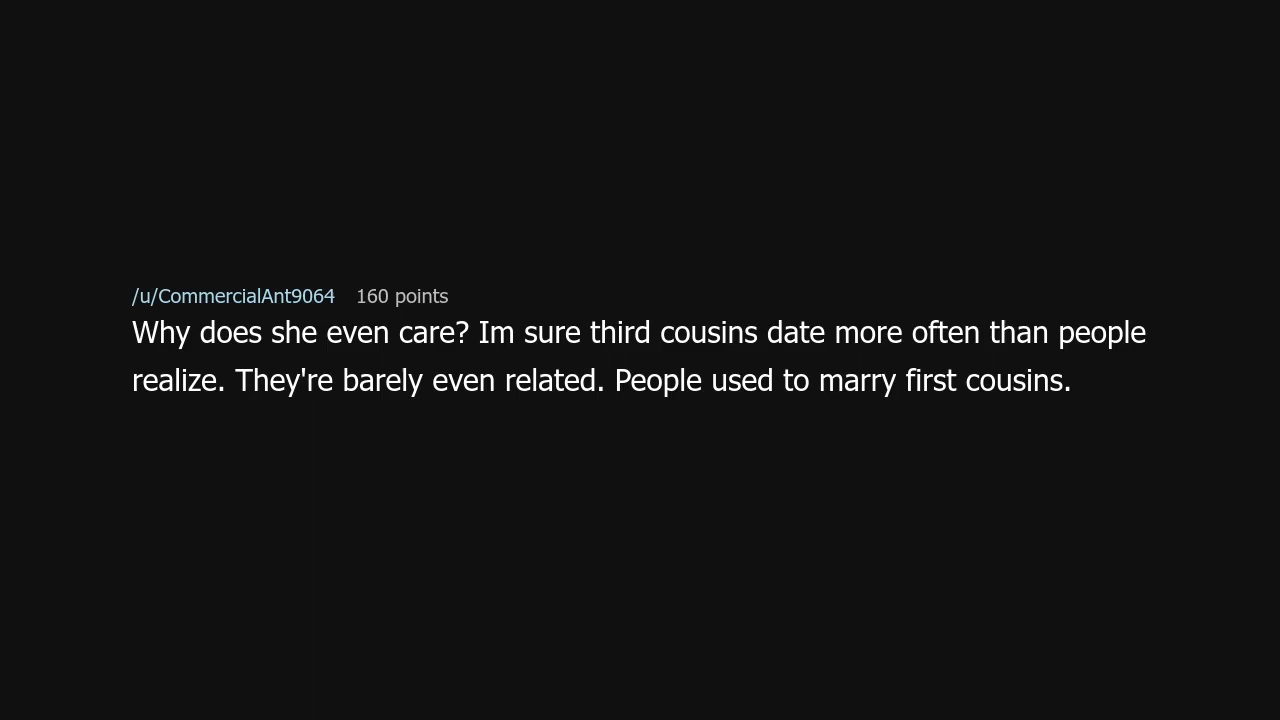 /u/CommercialAnt9064 160 points
Why does she even care? Im sure third cousins date more often than people
realize. They're barely even related. People used to marry first cousins.